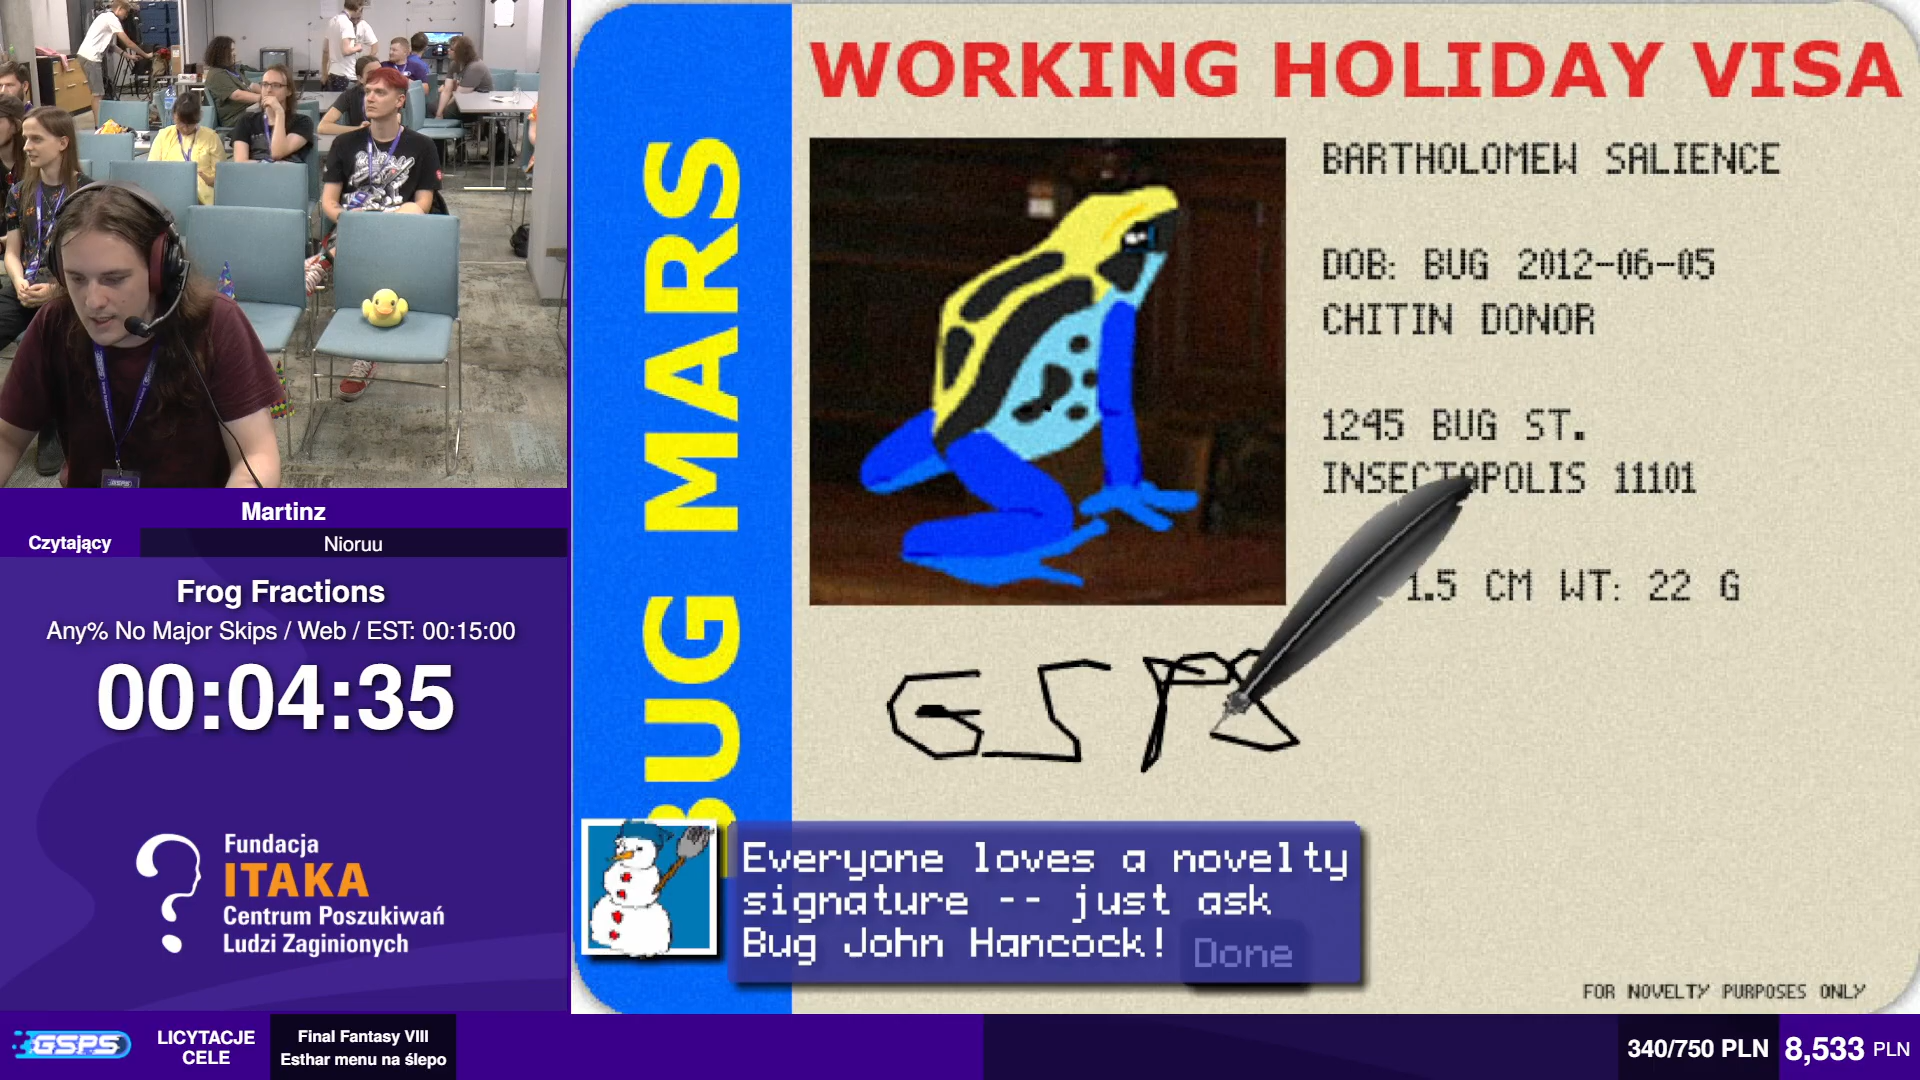 Martinz
Czytający
Nioruu
Frog Fractions
Any% No Major Skips / Web / EST: 00:15:00
00:04:35
Fundacja
ITAKA
Centrum Poszukiwań
Ludzi Zaginionych
BUG MARS
WORKING HOLIDAY VISA
BARTHOLOMEW SALIENCE
DOB: BUG 2012-06-05
CHITIN DONOR
1245 BUG ST.
INSECTAPOLIS 11101
1.5 CM WT: 22 G
GSPS
Everyone loves a novelty
signature -- just ask
Bug John Hancock!
Done
FOR NOVELTY PURPOSES ONLY
GSPS
LICYTACJE
CELE
Final Fantasy VIII
Esthar menu na ślepo
340/750 PLN
8,533 PLN